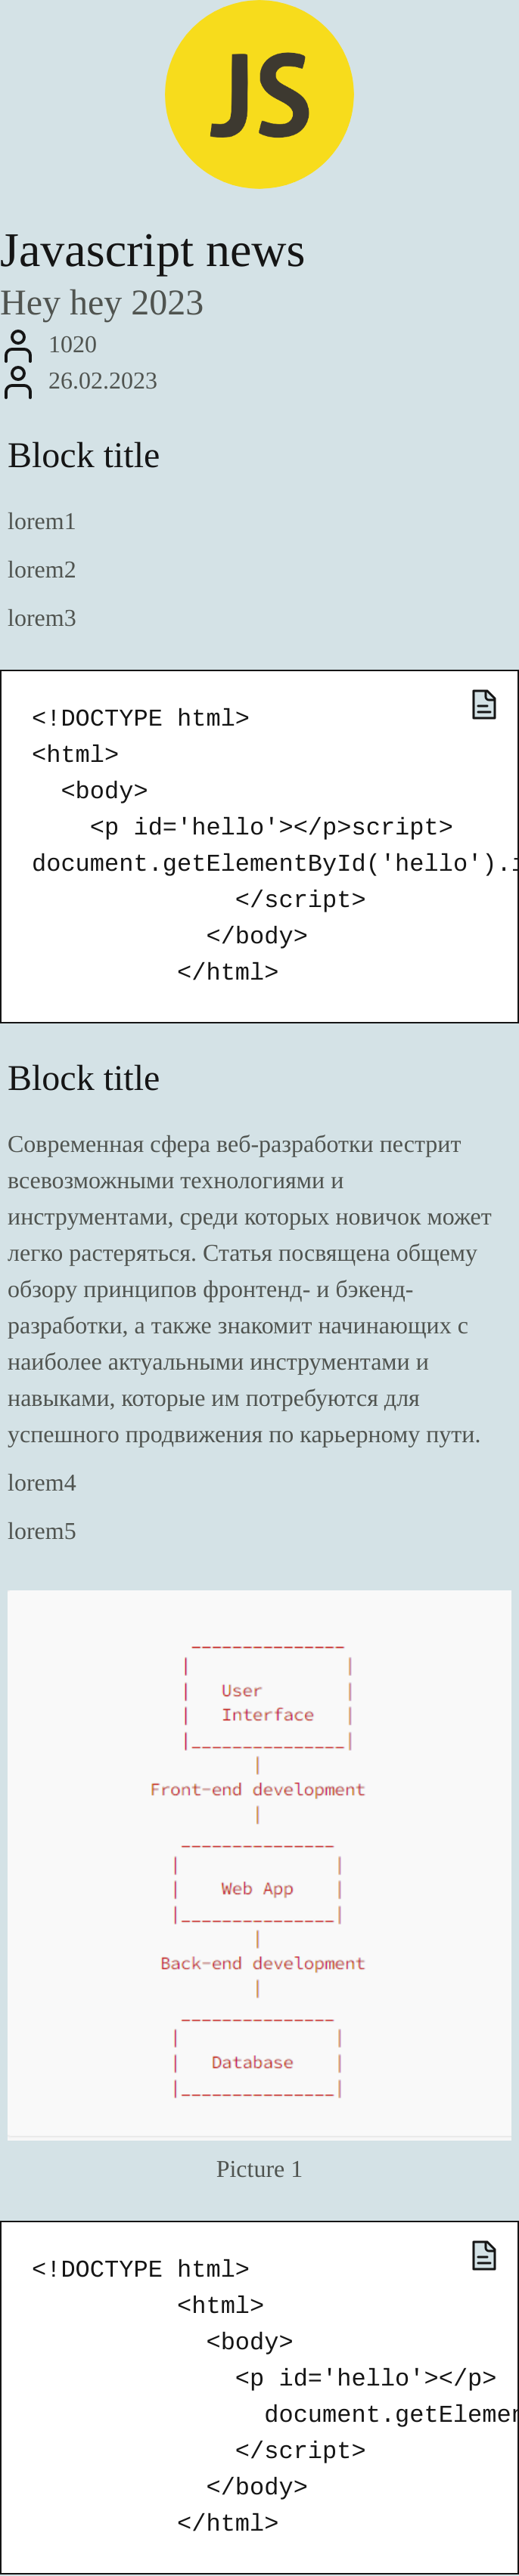 JS
Javascript news
Hey hey 2023
1020
26.02.2023
Block title
lorem1
lorem2
lorem3
<!DOCTYPE html>
<html>
  <body>
    <p id='hello'></p>script>
document.getElementById('hello').i
              </script>
            </body>
          </html>
Block title
Современная сфера веб-разработки пестрит
всевозможными технологиями и
инструментами, среди которых новичок может
легко растеряться. Статья посвящена общему
обзору принципов фронтенд- и бэкенд-
разработки, а также знакомит начинающих с
наиболее актуальными инструментами и
навыками, которые им потребуются для
успешного продвижения по карьерному пути.
lorem4
lorem5
User
Interface
Front-end development
Web App
Back-end development
Database
Picture 1
<!DOCTYPE html>
          <html>
            <body>
              <p id='hello'></p>
                document.getElemen
              </script>
            </body>
          </html>